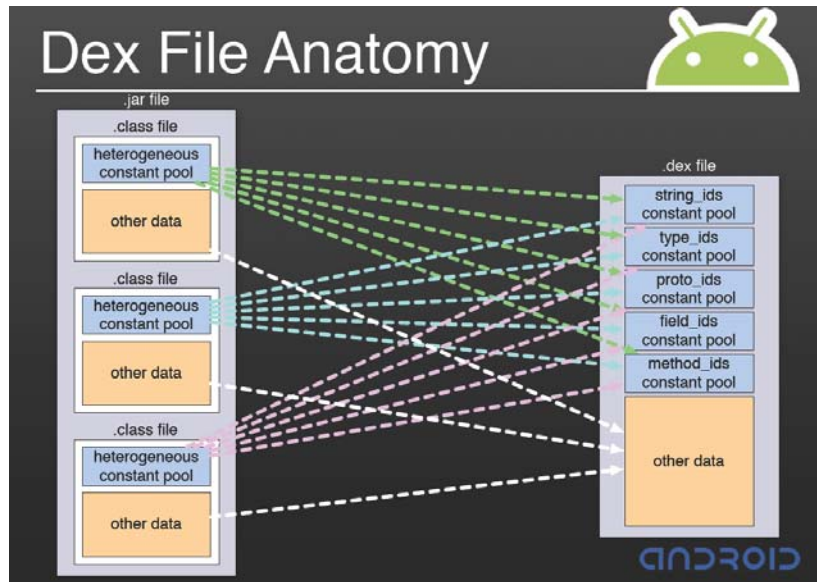 Dex File Anatomy
.jar file
.class file
heterogeneous
constant pool
other data
.class file
heterogeneous
constant pool
other data
.class file
heterogeneous
constant pool
other data
.dex file
string_ids
constant pool
type_ids
constant pool
proto_ids
constant pool
field_ids
constant pool
method_ids
constant pool
other data
ANDROID